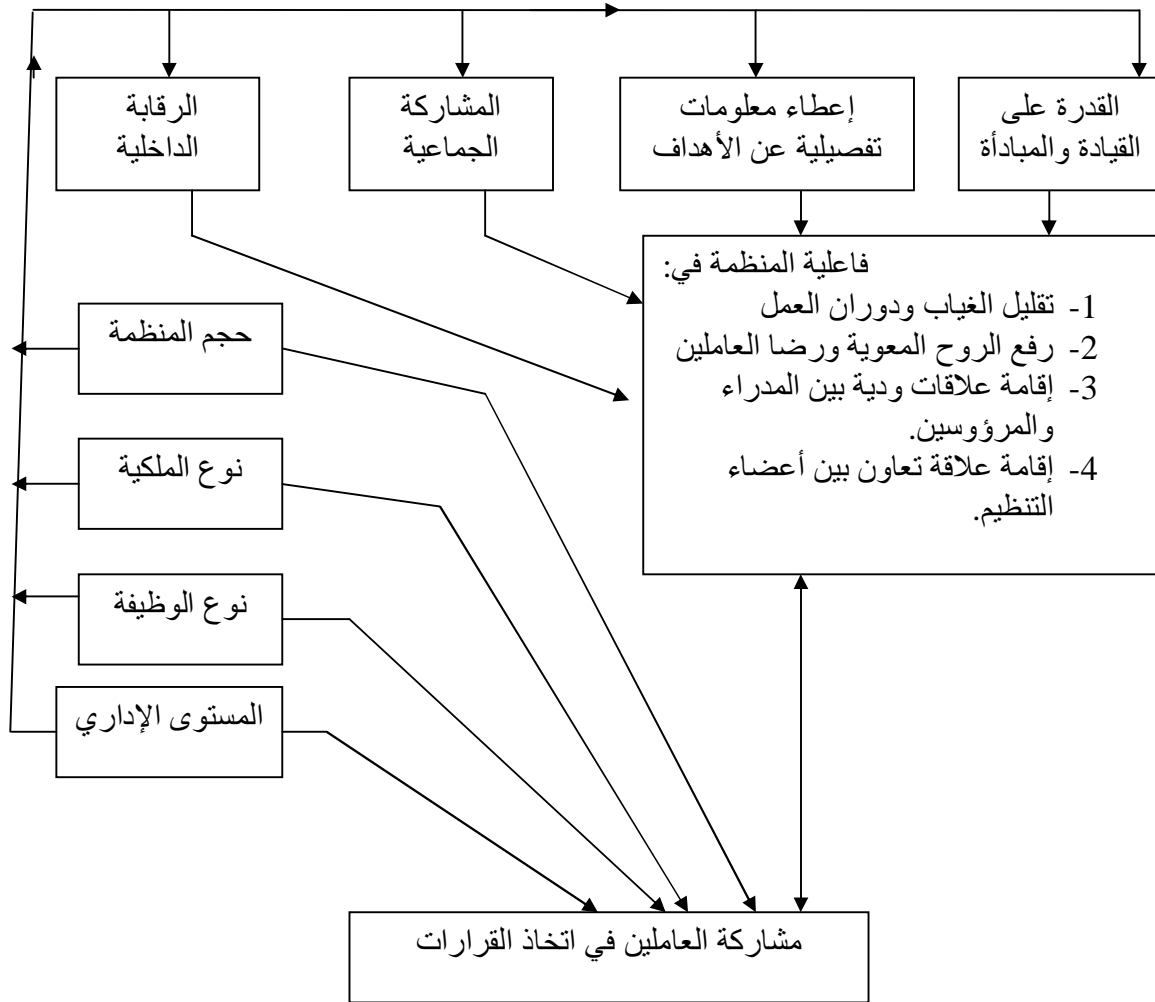 القدرة على
القيادة والمبادأة
إعطاء معلومات
تفصيلية عن الأهداف
المشاركة
الجماعية
الرقابة
الداخلية
فاعلية المنظمة في:
1- تقليل الغياب ودوران العمل
2- رفع الروح المعوية ورضا العاملين
3- إقامة علاقات ودية بين المدراء
والمرؤوسين.
4- إقامة علاقة تعاون بين أعضاء
التنظيم.
حجم المنظمة
نوع الملكية
نوع الوظيفة
المستوى الإداري
مشاركة العاملين في اتخاذ القرارات